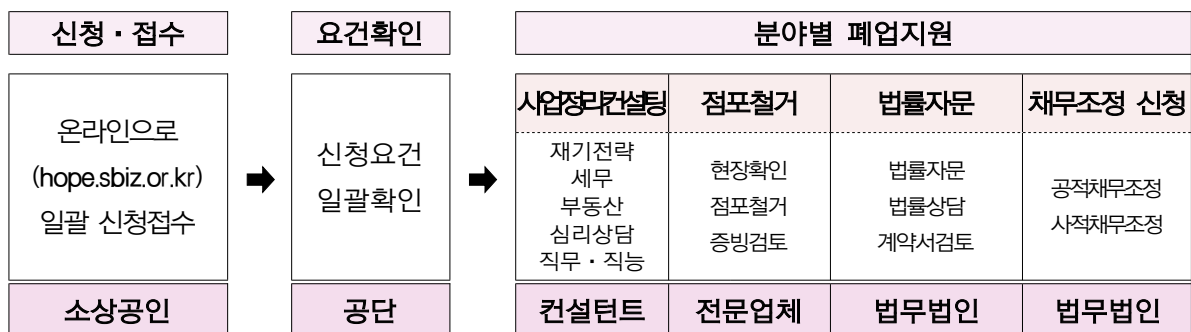 신청・접수
요건확인
분야별 폐업지원
온라인으로
(hope.sbiz.or.kr)
일괄 신청접수
신청요건
일괄확인
사업정리컨설팅
점포철거
법률자문
채무조정 신청
재기전략
세무
부동산
심리상담
직무・직능
현장확인
점포철거
증빙검토
법률자문
법률상담
계약서검토
공적채무조정
사적채무조정
소상공인
공단
컨설턴트
전문업체
법무법인
법무법인